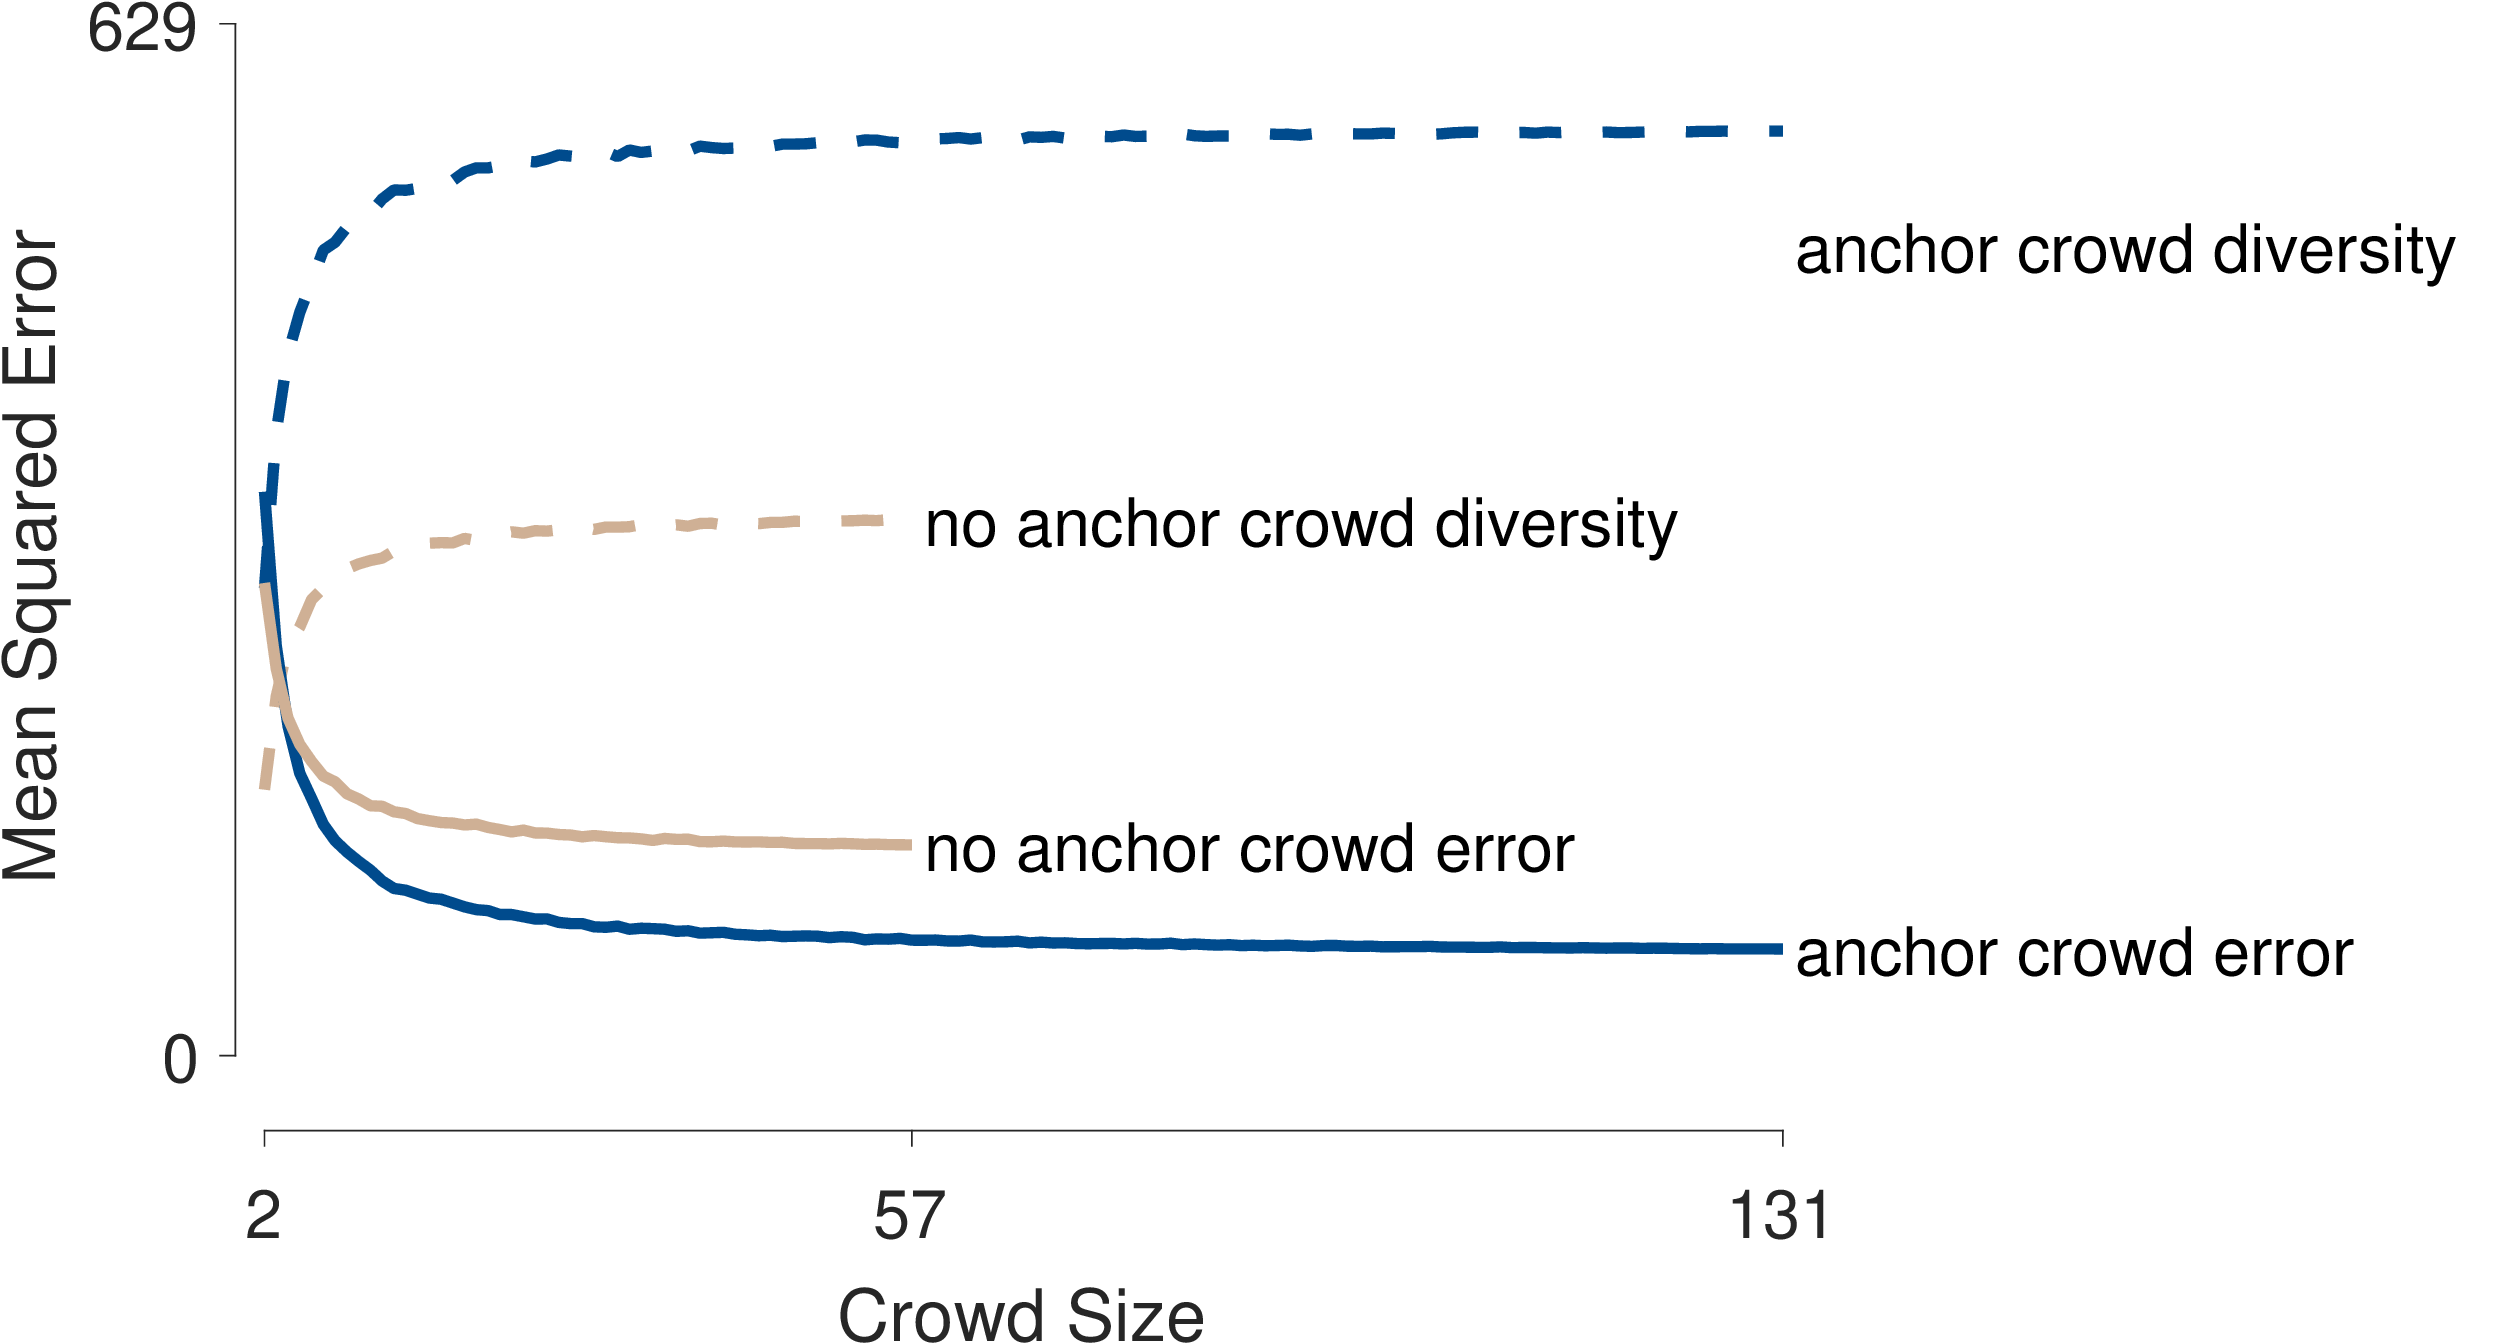 629
Mean Squared Error
anchor crowd diversity
no anchor crowd diversity
no anchor crowd error
anchor crowd error
0
2
57
131
Crowd Size